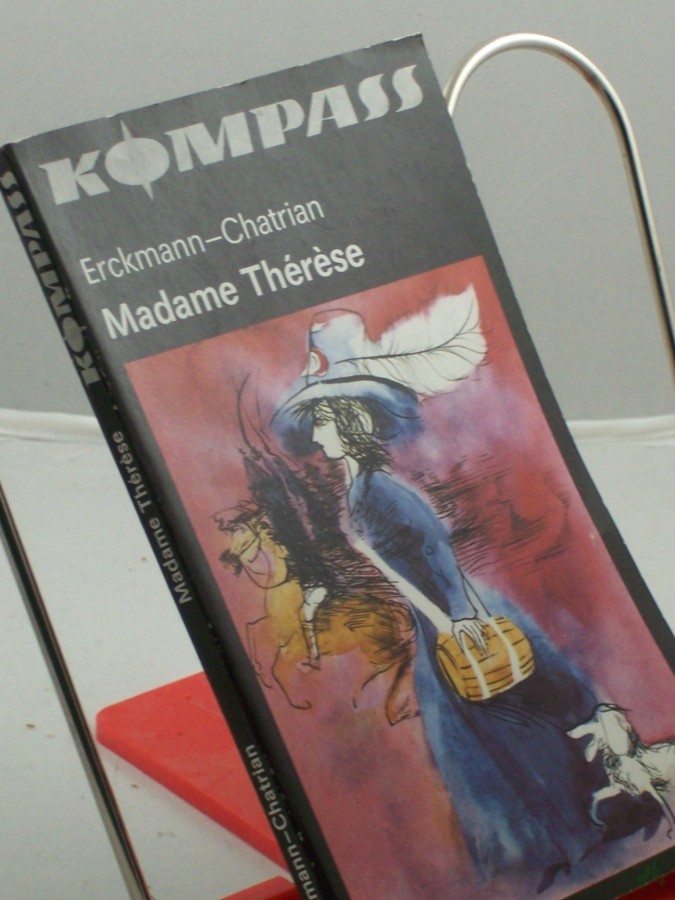 KOMPASS
Erckmann–Chatrian
Madame Thérèse
KOMPASS
Madame Thérèse
mann–Chatrian